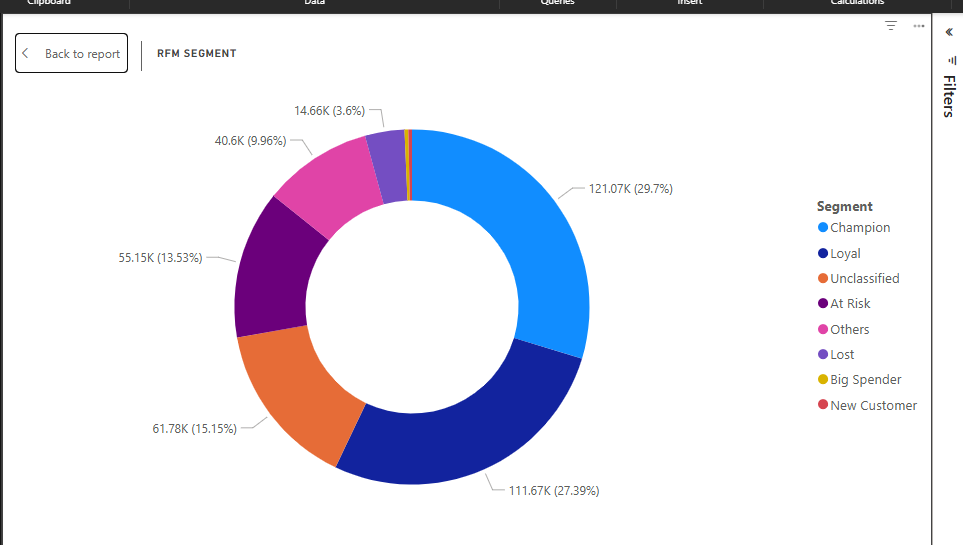 Clipboard
Data
Queries
Insert
Calculations
Back to report
RFM SEGMENT
Filters
14.66K (3.6%)
40.6K (9.96%)
121.07K (29.7%)
55.15K (13.53%)
61.78K (15.15%)
111.67K (27.39%)
Segment
Champion
Loyal
Unclassified
At Risk
Others
Lost
Big Spender
New Customer